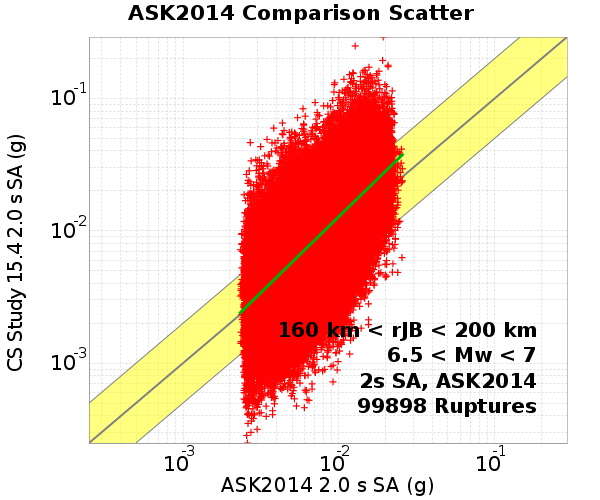 ASK2014 Comparison Scatter
CS Study 15.4 2.0 s SA (g)
10-1
10-2
10-3
160 km < rJB < 200 km
6.5 < Mw < 7
2s SA, ASK2014
99898 Ruptures
10-3 10-2 10-1
ASK2014 2.0 s SA (g)